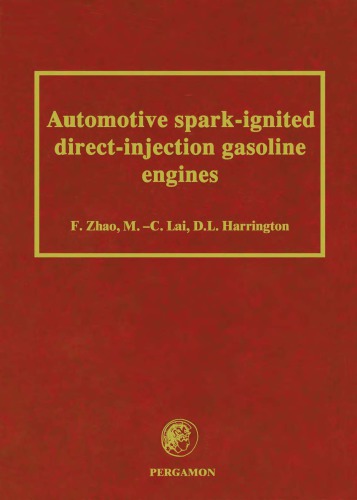 Automotive spark-ignited
direct-injection gasoline
engines
F. Zhao, M. –C. Lai, D.L. Harrington
PERGAMON